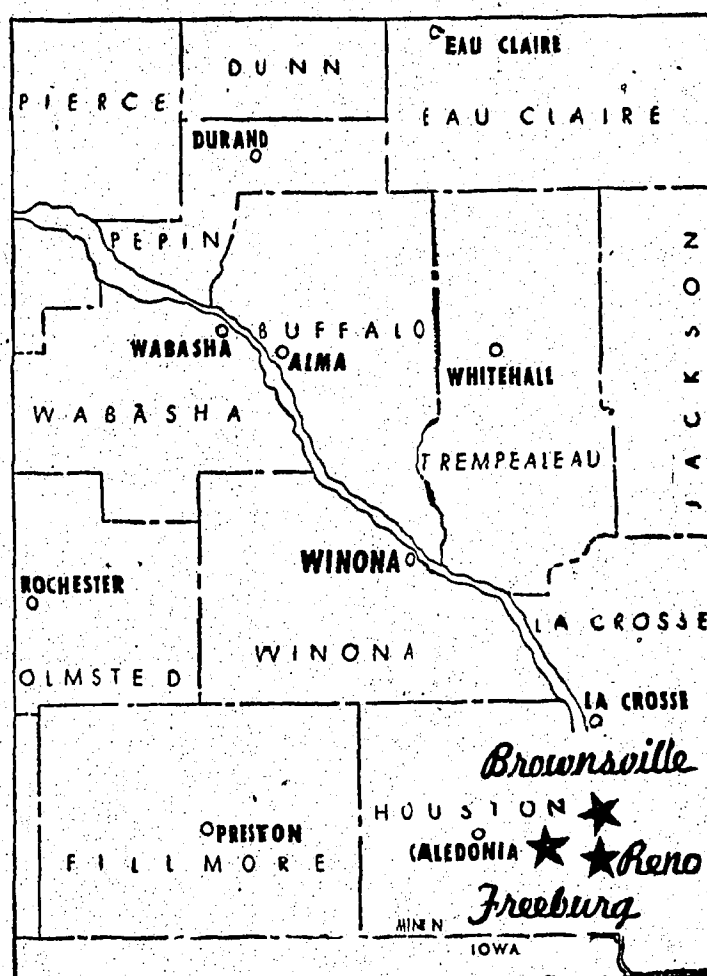 EAU CLAIRE
DUNN
PIERCE
EAU CLAIRE
DURAND
PEPIN
JACKSON
BUFFALO
WABASHA
ALMA
WHITEHALL
WABASHA
TREMPEALEAU
WINONA
ROCHESTER
LA CROSSE
WINONA
OLMSTED
LA CROSSE
Brownsville
HOUSTON
PRESTON
CALEDONIA
Reno
FILLMORE
Freeburg
MINN
IOWA